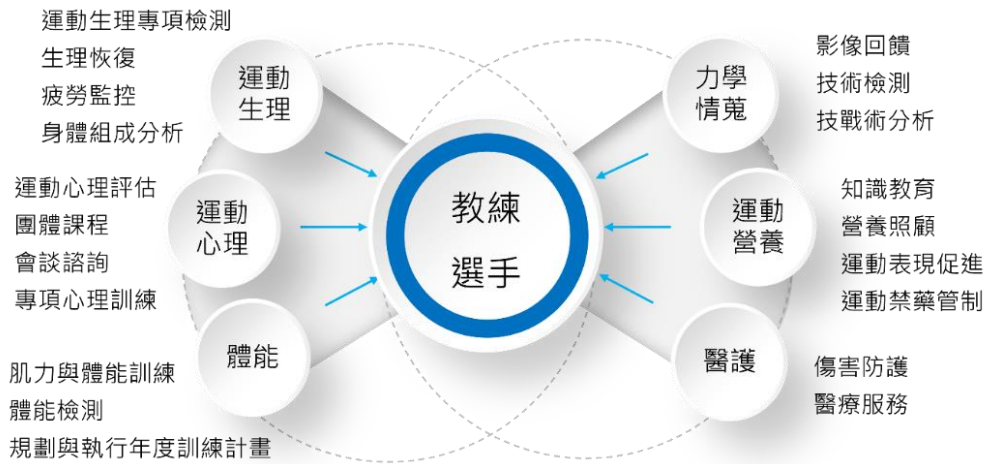 運動生理專項檢測
生理恢復
疲勞監控
身體組成分析
運動
生理
運動心理評估
團體課程
會談諮詢
專項心理訓練
運動
心理
肌力與體能訓練
體能檢測
規劃與執行年度訓練計畫
體能
教練
選手
力學
情蒐
影像回饋
技術檢測
技戰術分析
運動
營養
知識教育
營養照顧
運動表現促進
運動禁藥管制
醫護
傷害防護
醫療服務